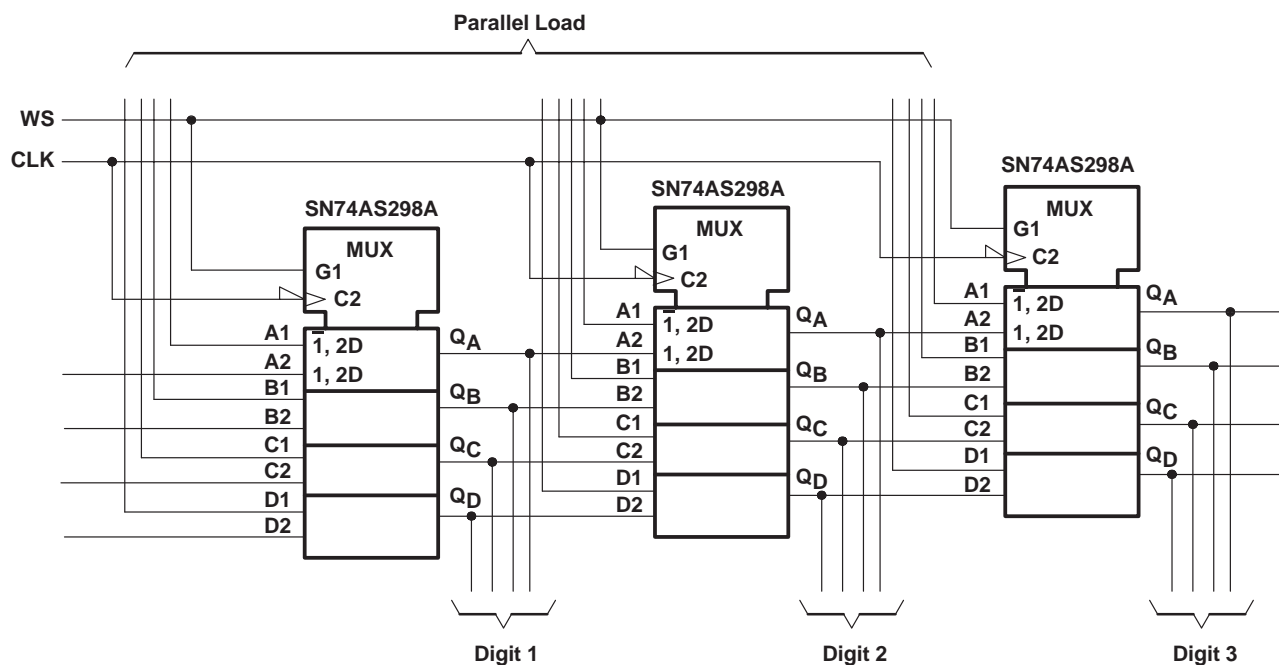 Parallel Load
WS
CLK
SN74AS298A
MUX
G1
C2
A1
A2
B1
B2
C1
C2
D1
D2
1, 2D
1, 2D
QA
QB
QC
QD
SN74AS298A
MUX
G1
C2
A1
A2
B1
B2
C1
C2
D1
D2
1, 2D
1, 2D
QA
QB
QC
QD
SN74AS298A
MUX
G1
C2
A1
A2
B1
B2
C1
C2
D1
D2
1, 2D
1, 2D
QA
QB
QC
QD
Digit 1
Digit 2
Digit 3